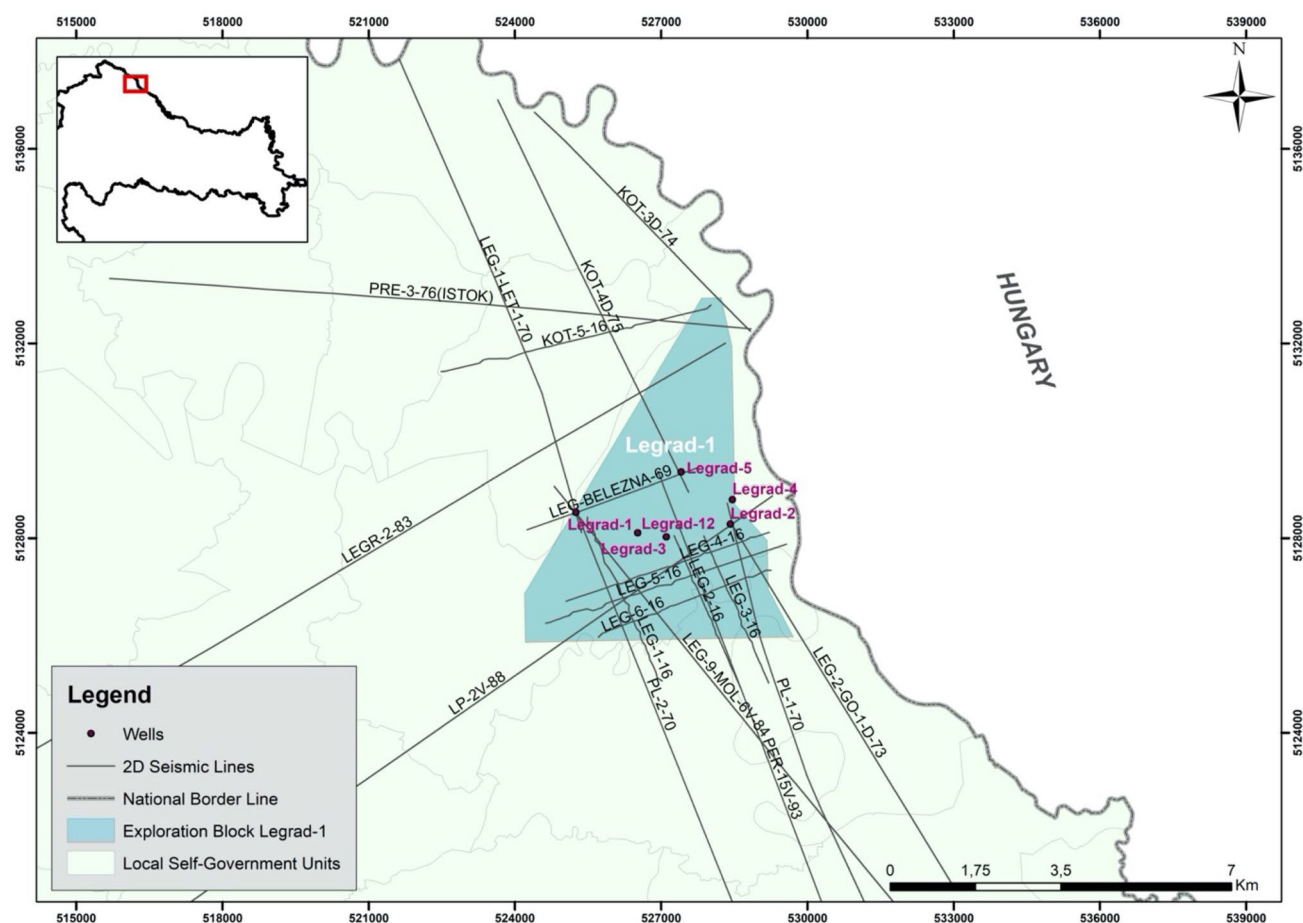 515000 518000 521000 524000 527000 530000 533000 536000 539000
N
5136000 5136000
KOT-3D-74
LEG-1-LET-1-70
KOT-4D-75
PRE-3-76(ISTOK)
HUNGARY
KOT-5-16
5132000 5132000
Legrad-1
LEG-BELEZNA-69
Legrad-5
Legrad-4
Legrad-1
Legrad-12
Legrad-2
Legrad-3
5128000 5128000
LEGR-2-83
LEG-4-16
LEG-5-16
LEG-2-16
LEG-3-16
LEG-6-16
LEG-1-16
LEG-9-MOL-6V-84
LP-2V-88
PL-2-70
PL-1-70
LEG-2-GO-1-D-73
PER-15V-93
5124000 5124000
Legend
Wells
2D Seismic Lines
National Border Line
Exploration Block Legrad-1
Local Self-Government Units
0 1,75 3,5 7
Km
515000 518000 521000 524000 527000 530000 533000 536000 539000